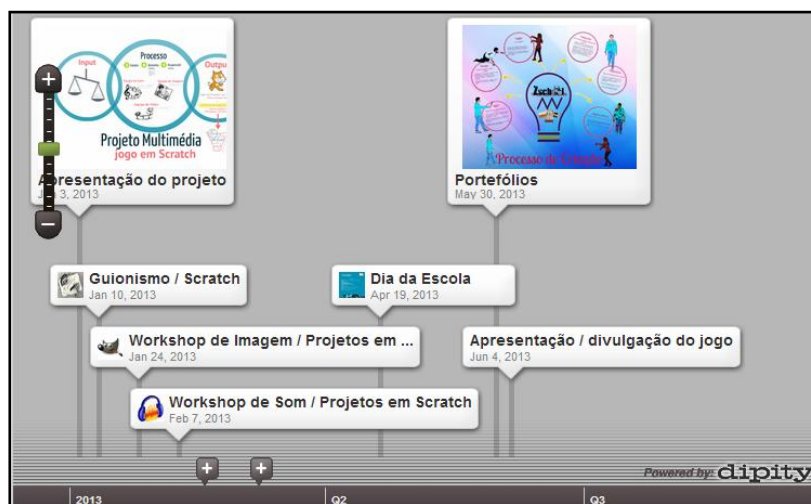 Input
Processo
Output
Projeto Multimédia
jogo em Scratch
Apresentação do projeto
3, 2013
Zschool
Processo de Criação
Portefólios
May 30, 2013
Guionismo / Scratch
Jan 10, 2013
Dia da Escola
Apr 19, 2013
Workshop de Imagem / Projetos em ...
Jan 24, 2013
Apresentação / divulgação do jogo
Jun 4, 2013
Workshop de Som / Projetos em Scratch
Feb 7, 2013
Powered by: dipity
2013
Q2
Q3